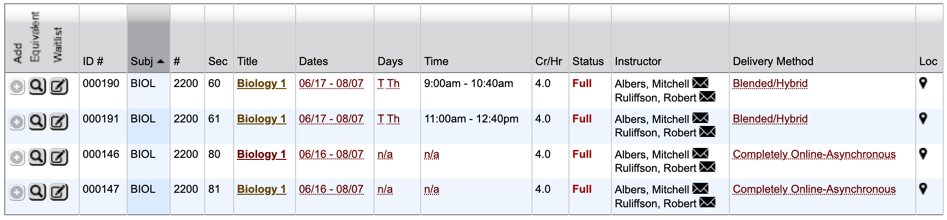 Add Equivalent Waitlist ID # Subj # Sec Title Dates Days Time Cr/Hr Status Instructor Delivery Method Loc
000190 BIOL 2200 60 Biology 1 06/17 - 08/07 T Th 9:00am - 10:40am 4.0 Full Albers, Mitchell Blended/Hybrid
Ruliffson, Robert
000191 BIOL 2200 61 Biology 1 06/17 - 08/07 T Th 11:00am - 12:40pm 4.0 Full Albers, Mitchell Blended/Hybrid
Ruliffson, Robert
000146 BIOL 2200 80 Biology 1 06/16 - 08/07 n/a n/a 4.0 Full Albers, Mitchell Completely Online-Asynchronous
Ruliffson, Robert
000147 BIOL 2200 81 Biology 1 06/16 - 08/07 n/a n/a 4.0 Full Albers, Mitchell Completely Online-Asynchronous
Ruliffson, Robert